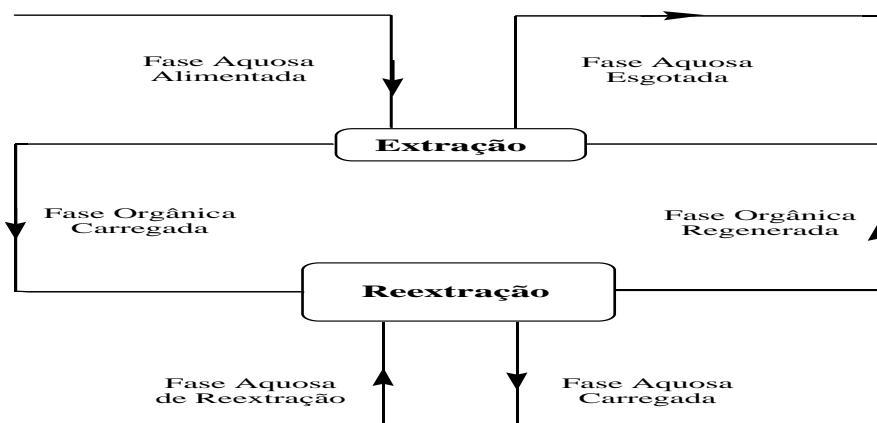 Fase Aquosa
Alimentada
Fase Aquosa
Esgotada
Extração
Fase Orgânica
Carregada
Fase Orgânica
Regenerada
Reextração
Fase Aquosa
de Reextração
Fase Aquosa
Carregada